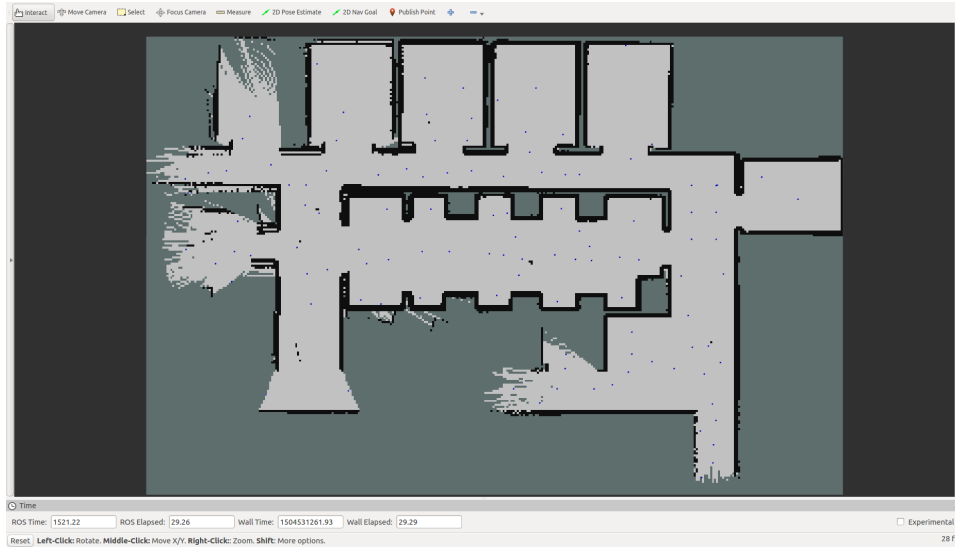 Interact Move Camera Select Focus Camera Measure 2D Pose Estimate 2D Nav Goal Publish Point
Time
ROS Time: 1521.22 ROS Elapsed: 29.26 Wall Time: 1504531261.93 Wall Elapsed: 29.29 Experimental
Reset Left-Click: Rotate. Middle-Click: Move X/Y. Right-Click:: Zoom. Shift: More options. 28 f